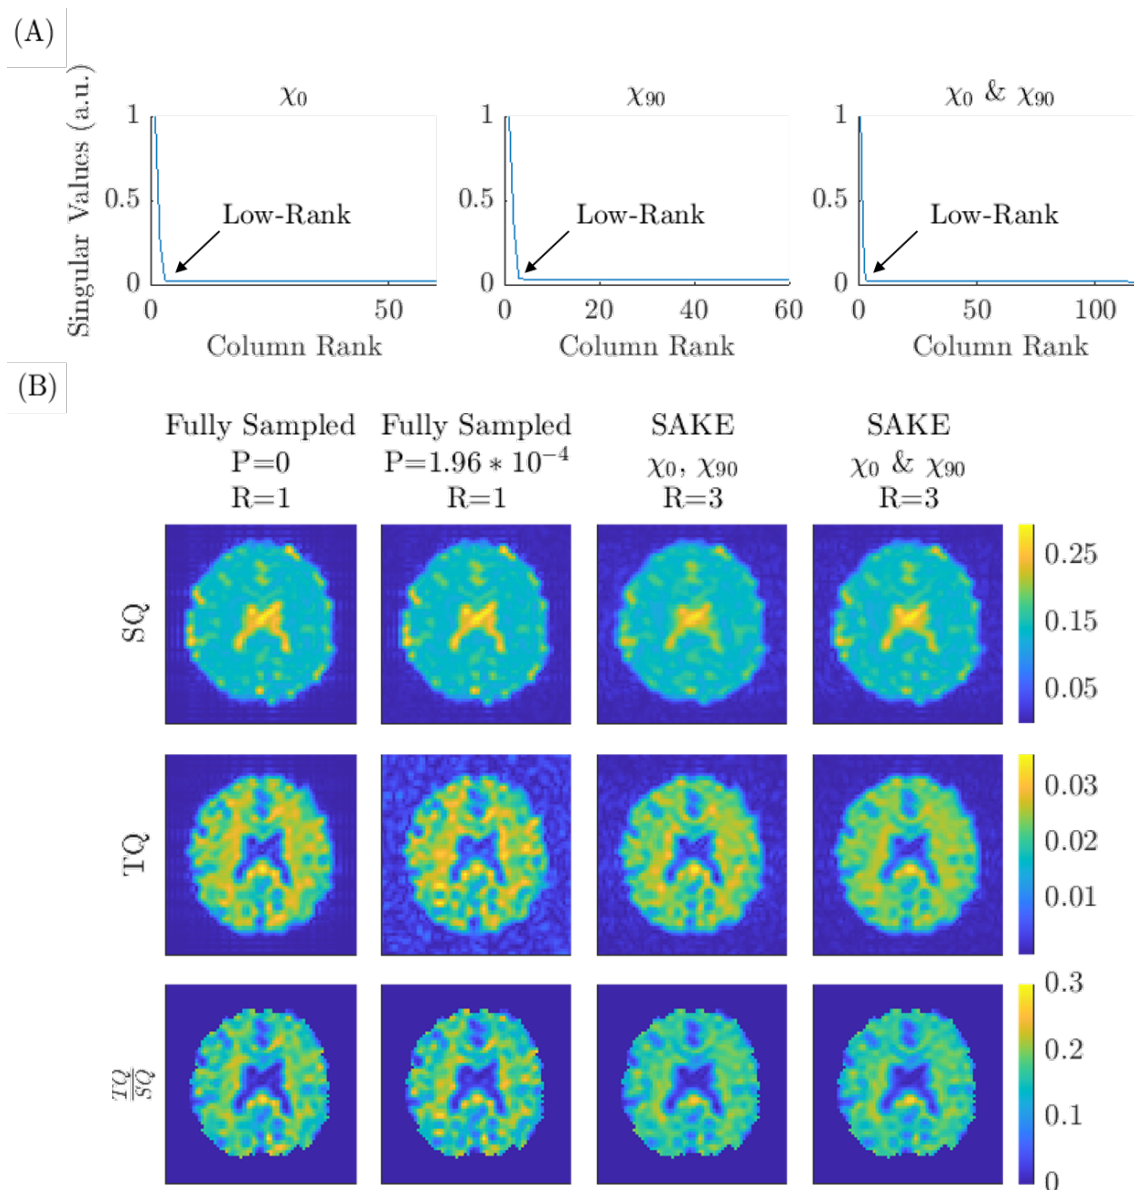 (A)
χ₀
χ₉₀
χ₀ & χ₉₀
Singular Values (a.u.)
1
0.5
0
Low-Rank
0 50
Column Rank
1
0.5
0
Low-Rank
0 20 40 60
Column Rank
1
0.5
0
Low-Rank
0 50 100
Column Rank
(B)
Fully Sampled
P=0
R=1
Fully Sampled
P=1.96 * 10⁻⁴
R=1
SAKE
χ₀, χ₉₀
R=3
SAKE
χ₀ & χ₉₀
R=3
SQ
0.25
0.15
0.05
TQ
0.03
0.02
0.01
TQ
SQ
0.3
0.2
0.1
0